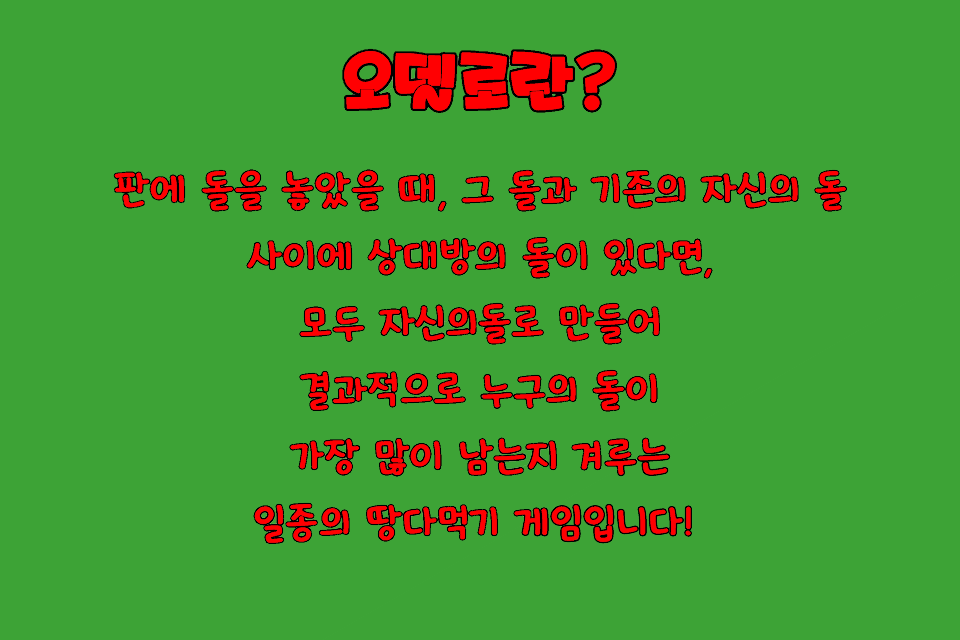 오델로란?
판에 돌을 놓았을 때, 그 돌과 기존의 자신의 돌
사이에 상대방의 돌이 있다면,
모두 자신의돌로 만들어
결과적으로 누구의 돌이
가장 많이 남는지 겨루는
일종의 땅다먹기 게임입니다!